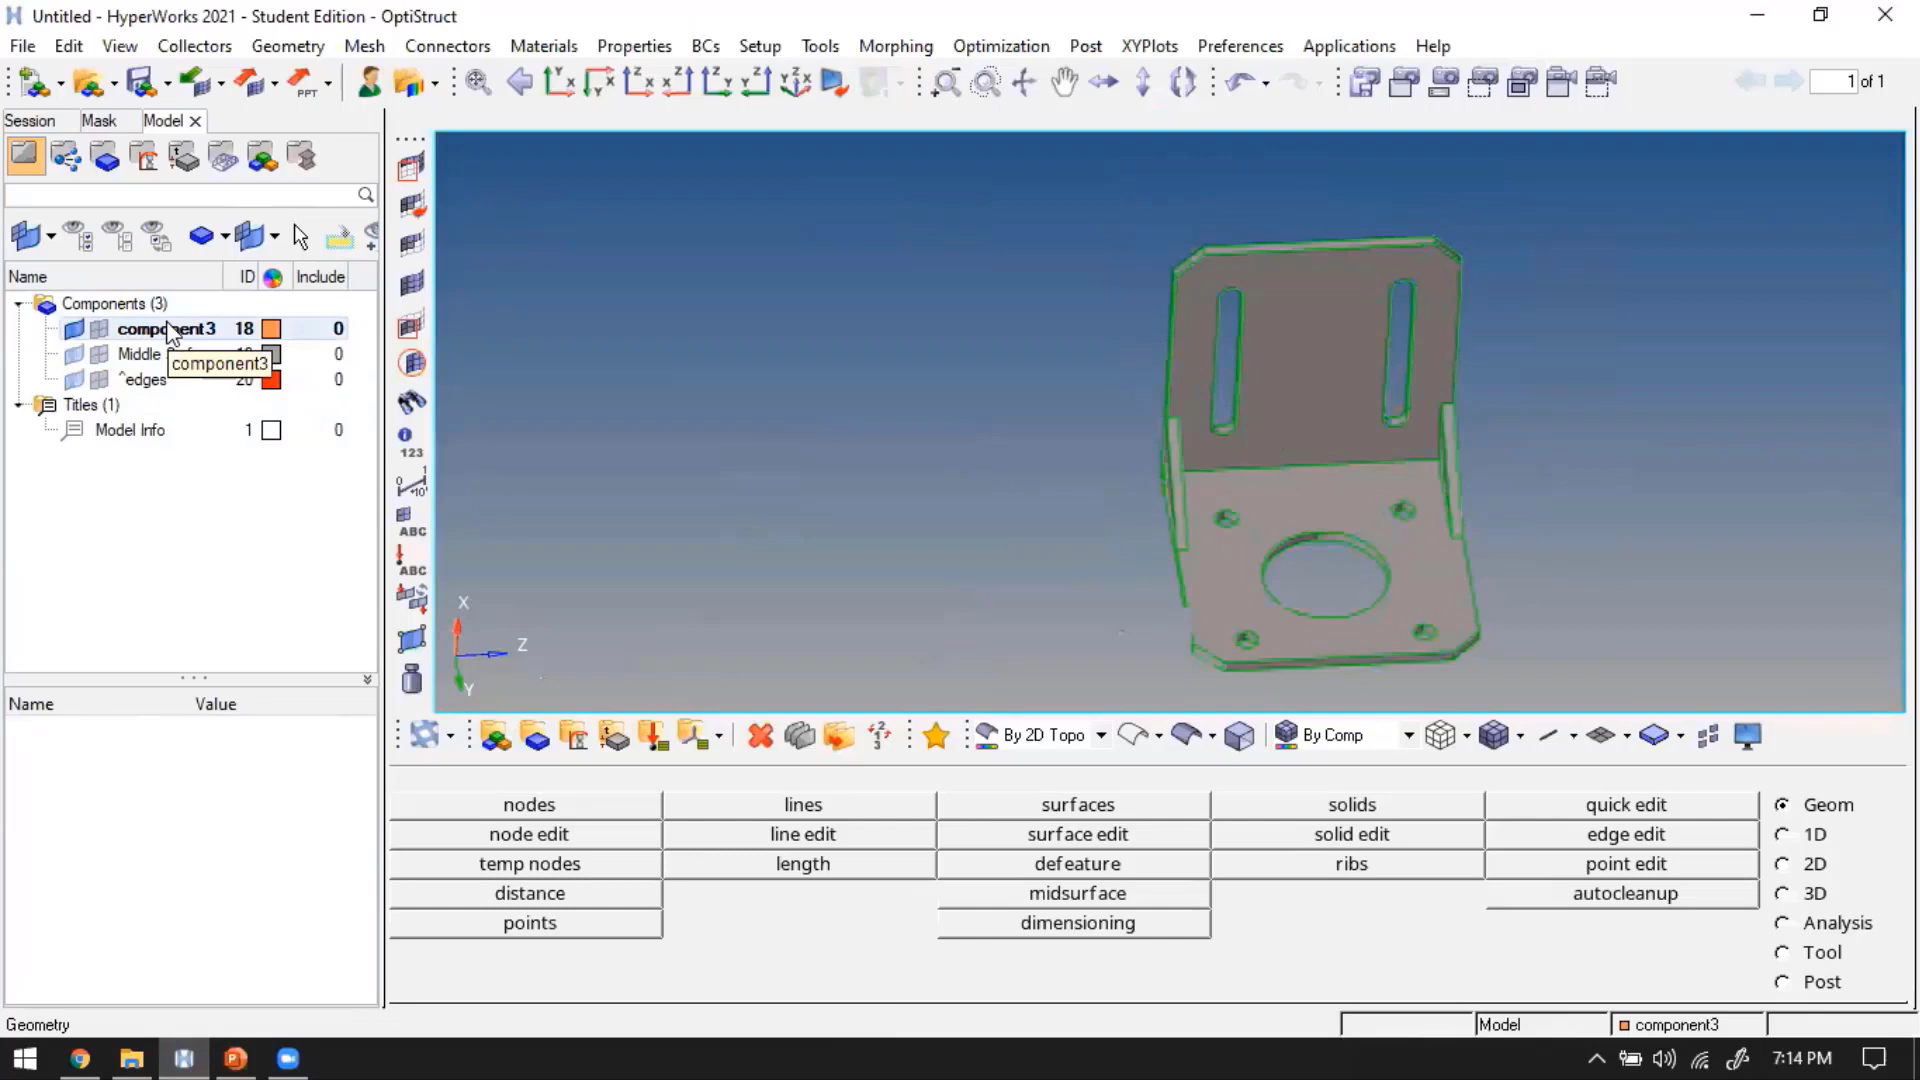 Untitled - HyperWorks 2021 - Student Edition - OptiStruct
File Edit View Collectors Geometry Mesh Connectors Materials Properties BCs Setup Tools Morphing Optimization Post XYPlots Preferences Applications Help
PPT
1 of 1
Session Mask Model
Name ID Include
Components (3)
component3 18 0
Middle 0
component3
^edges 20 0
Titles (1)
Model Info 1 0
Name Value
123
ABC
ABC
X
Z
Y
By 2D Topo By Comp
nodes lines surfaces solids quick edit Geom
node edit line edit surface edit solid edit edge edit 1D
temp nodes length defeature ribs point edit 2D
distance midsurface autocleanup 3D
points dimensioning Analysis
Tool
Post
Geometry Model component3
7:14 PM